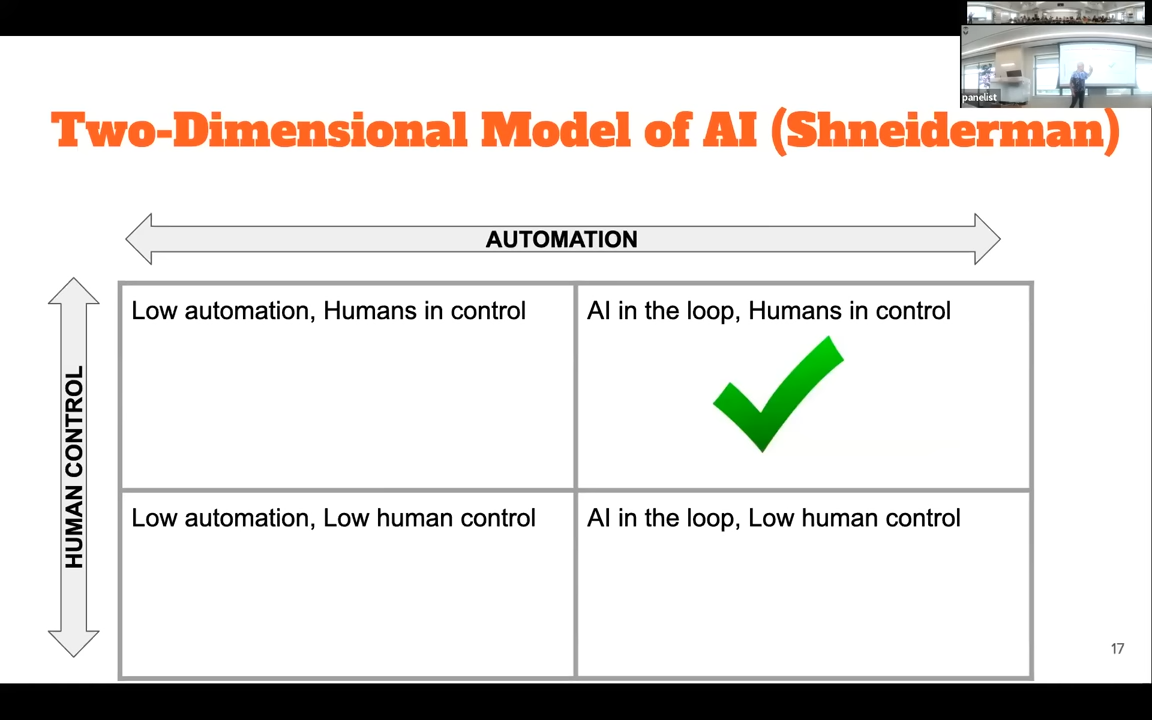 panelist
Two-Dimensional Model of AI (Shneiderman)
AUTOMATION
HUMAN CONTROL
Low automation, Humans in control
AI in the loop, Humans in control
Low automation, Low human control
AI in the loop, Low human control
17